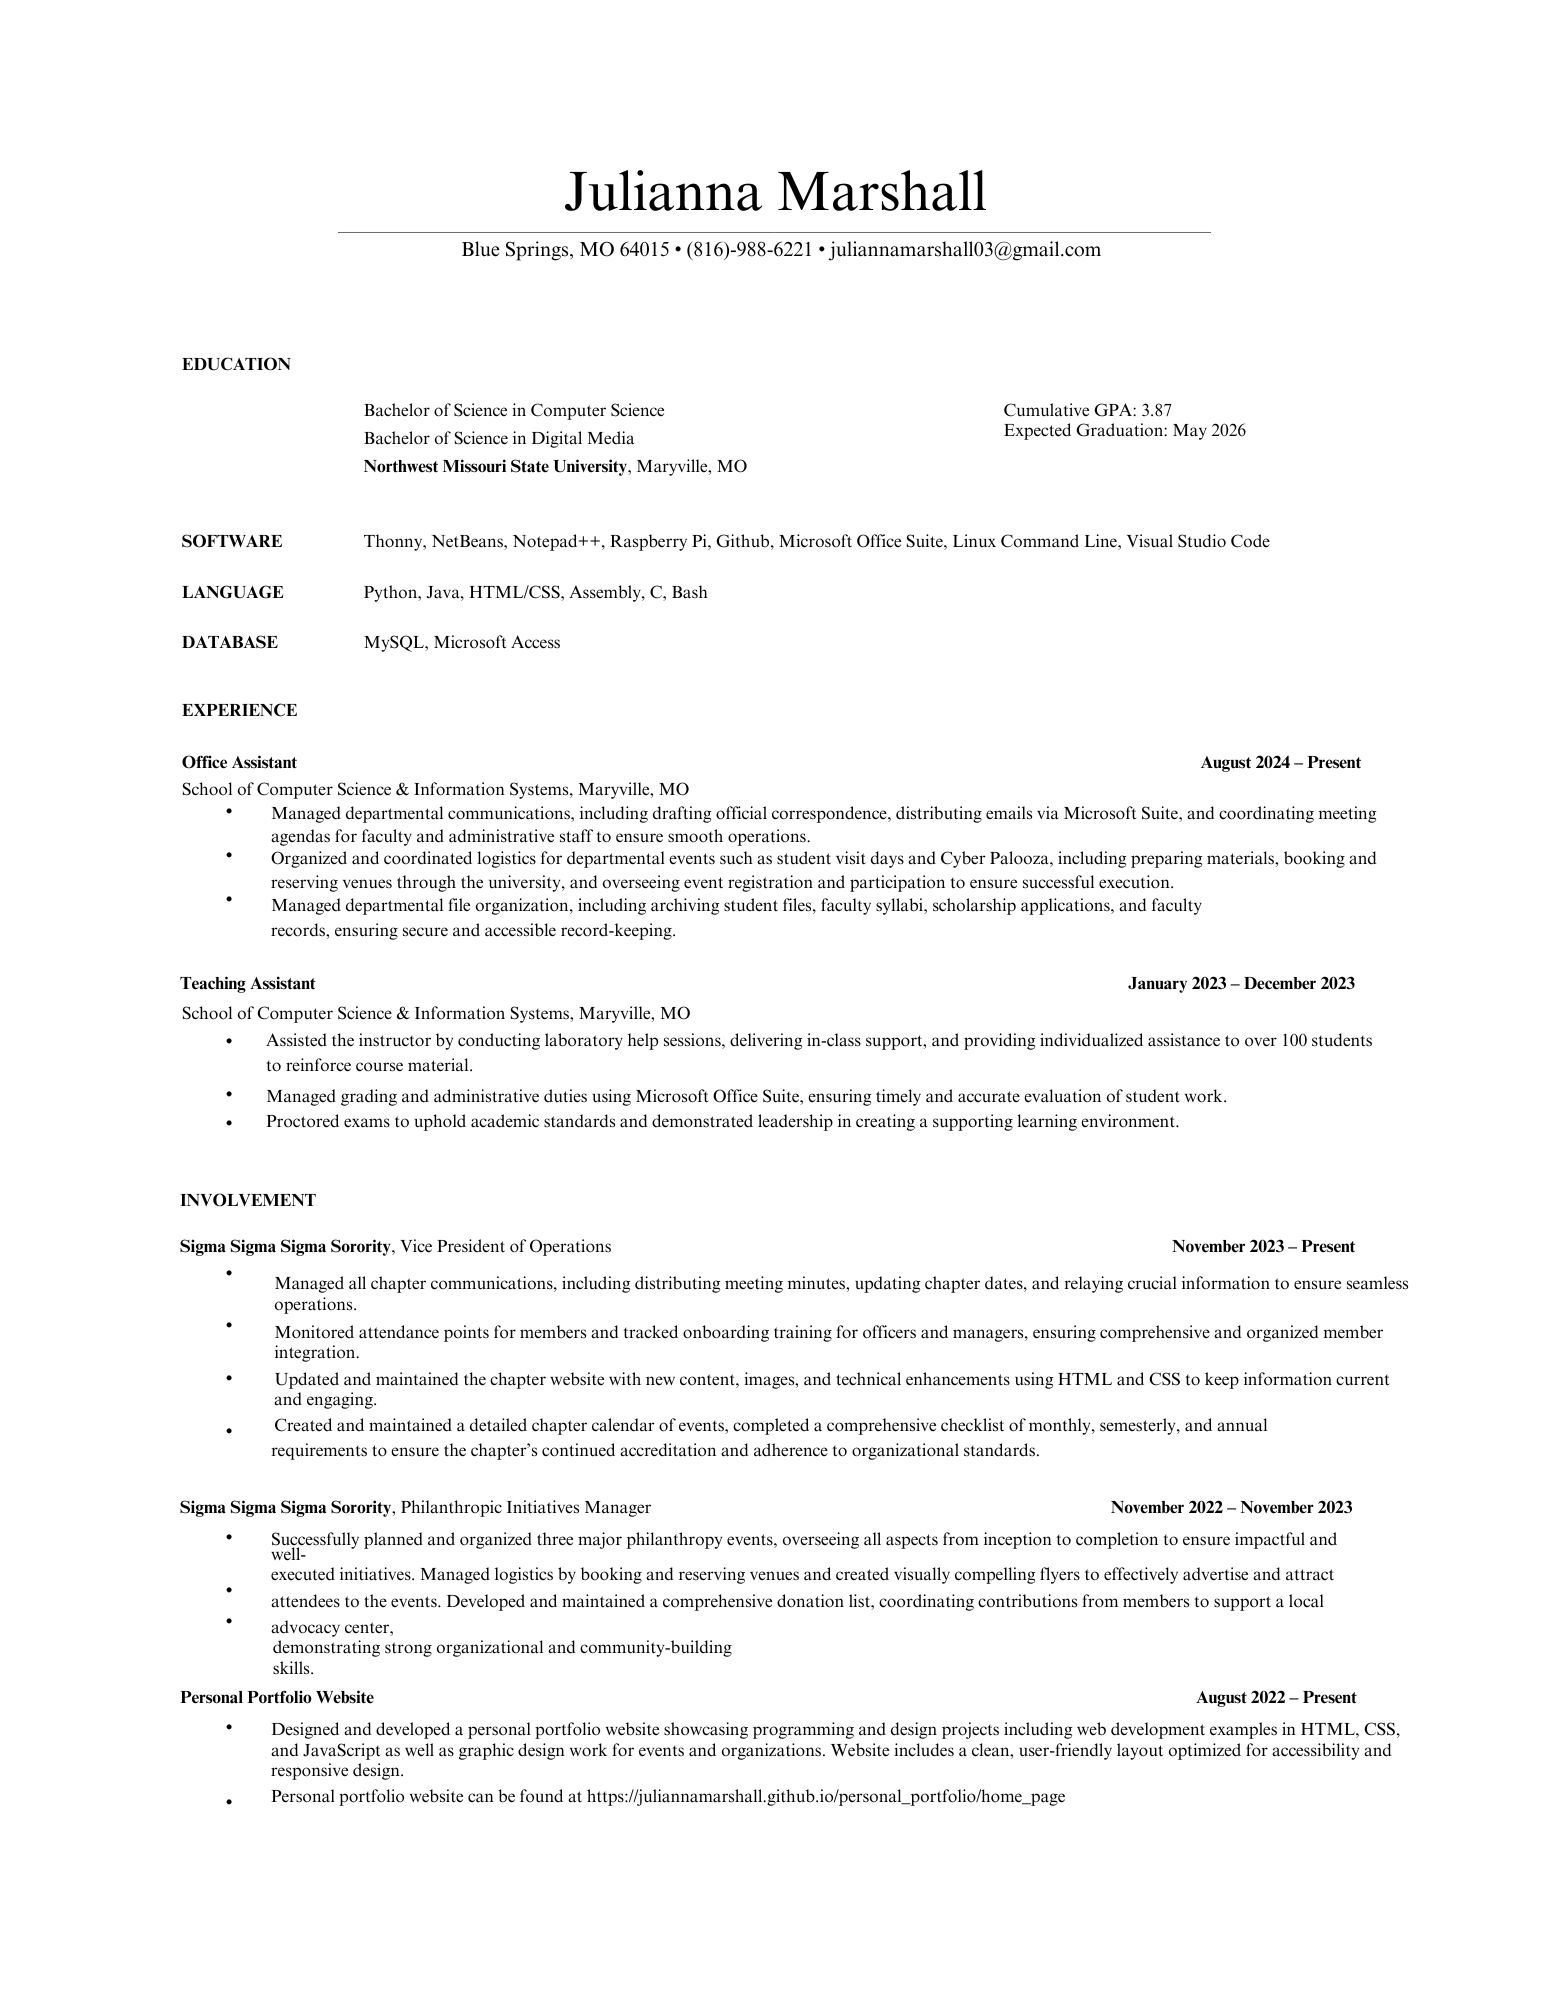 Julianna Marshall
Blue Springs, MO 64015 • (816)-988-6221 • juliannamarshall03@gmail.com
EDUCATION
Bachelor of Science in Computer Science
Cumulative GPA: 3.87
Expected Graduation: May 2026
Bachelor of Science in Digital Media
Northwest Missouri State University, Maryville, MO
SOFTWARE Thonny, NetBeans, Notepad++, Raspberry Pi, Github, Microsoft Office Suite, Linux Command Line, Visual Studio Code
LANGUAGE Python, Java, HTML/CSS, Assembly, C, Bash
DATABASE MySQL, Microsoft Access
EXPERIENCE
Office Assistant August 2024 – Present
School of Computer Science & Information Systems, Maryville, MO
• Managed departmental communications, including drafting official correspondence, distributing emails via Microsoft Suite, and coordinating meeting
agendas for faculty and administrative staff to ensure smooth operations.
• Organized and coordinated logistics for departmental events such as student visit days and Cyber Palooza, including preparing materials, booking and
reserving venues through the university, and overseeing event registration and participation to ensure successful execution.
• Managed departmental file organization, including archiving student files, faculty syllabi, scholarship applications, and faculty
records, ensuring secure and accessible record-keeping.
Teaching Assistant January 2023 – December 2023
School of Computer Science & Information Systems, Maryville, MO
• Assisted the instructor by conducting laboratory help sessions, delivering in-class support, and providing individualized assistance to over 100 students
to reinforce course material.
• Managed grading and administrative duties using Microsoft Office Suite, ensuring timely and accurate evaluation of student work.
• Proctored exams to uphold academic standards and demonstrated leadership in creating a supporting learning environment.
INVOLVEMENT
Sigma Sigma Sigma Sorority, Vice President of Operations November 2023 – Present
• Managed all chapter communications, including distributing meeting minutes, updating chapter dates, and relaying crucial information to ensure seamless
operations.
• Monitored attendance points for members and tracked onboarding training for officers and managers, ensuring comprehensive and organized member
integration.
• Updated and maintained the chapter website with new content, images, and technical enhancements using HTML and CSS to keep information current
and engaging.
• Created and maintained a detailed chapter calendar of events, completed a comprehensive checklist of monthly, semesterly, and annual
requirements to ensure the chapter’s continued accreditation and adherence to organizational standards.
Sigma Sigma Sigma Sorority, Philanthropic Initiatives Manager November 2022 – November 2023
• Successfully planned and organized three major philanthropy events, overseeing all aspects from inception to completion to ensure impactful and
well-
executed initiatives. Managed logistics by booking and reserving venues and created visually compelling flyers to effectively advertise and attract
• attendees to the events. Developed and maintained a comprehensive donation list, coordinating contributions from members to support a local
• advocacy center,
demonstrating strong organizational and community-building
skills.
Personal Portfolio Website August 2022 – Present
• Designed and developed a personal portfolio website showcasing programming and design projects including web development examples in HTML, CSS,
and JavaScript as well as graphic design work for events and organizations. Website includes a clean, user-friendly layout optimized for accessibility and
responsive design.
• Personal portfolio website can be found at https://juliannamarshall.github.io/personal_portfolio/home_page